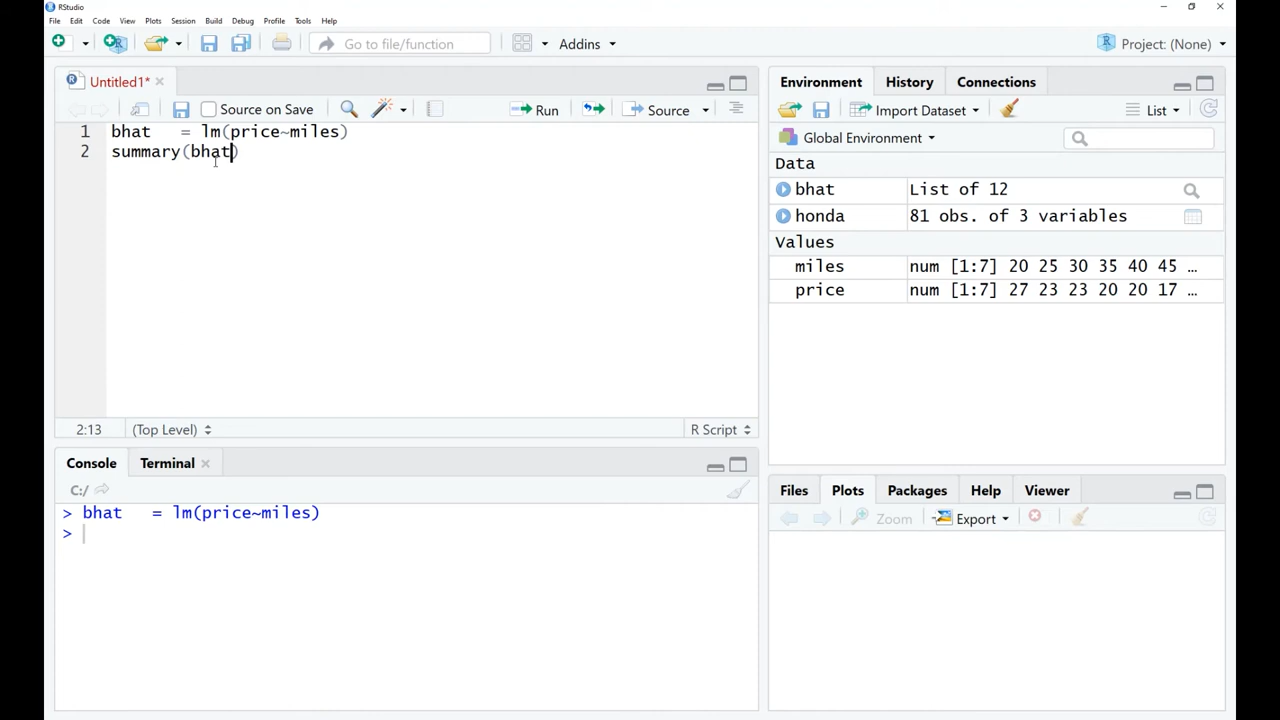 RStudio
File Edit Code View Plots Session Build Debug Profile Tools Help
Go to file/function Addins Project: (None)
Untitled1*
Source on Save Run Source
1 bhat   = lm(price~miles)
2 summary(bhat)
2:13 (Top Level) R Script
Console Terminal
C:/
> bhat   = lm(price~miles)
>
Environment History Connections
Import Dataset List
Global Environment
Data
bhat List of 12
honda 81 obs. of 3 variables
Values
miles num [1:7] 20 25 30 35 40 45 ...
price num [1:7] 27 23 23 20 20 17 ...
Files Plots Packages Help Viewer
Zoom Export